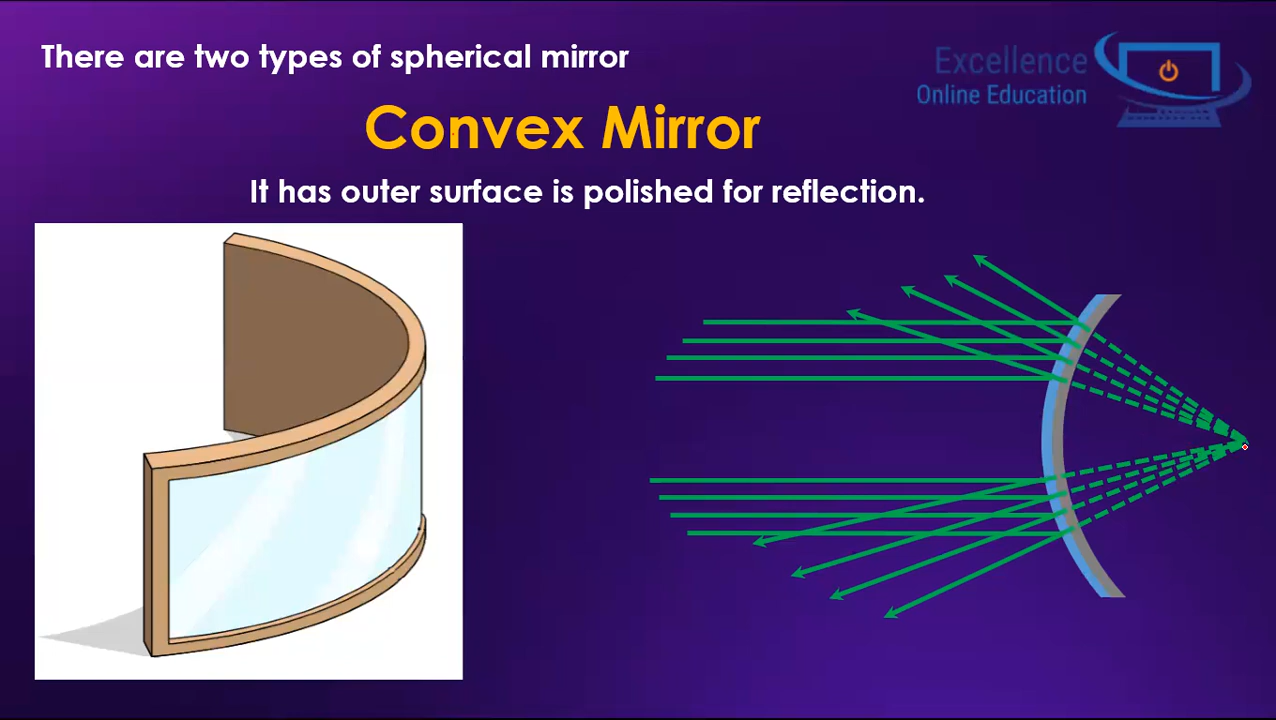 There are two types of spherical mirror
Excellence
Online Education
Convex Mirror
It has outer surface is polished for reflection.